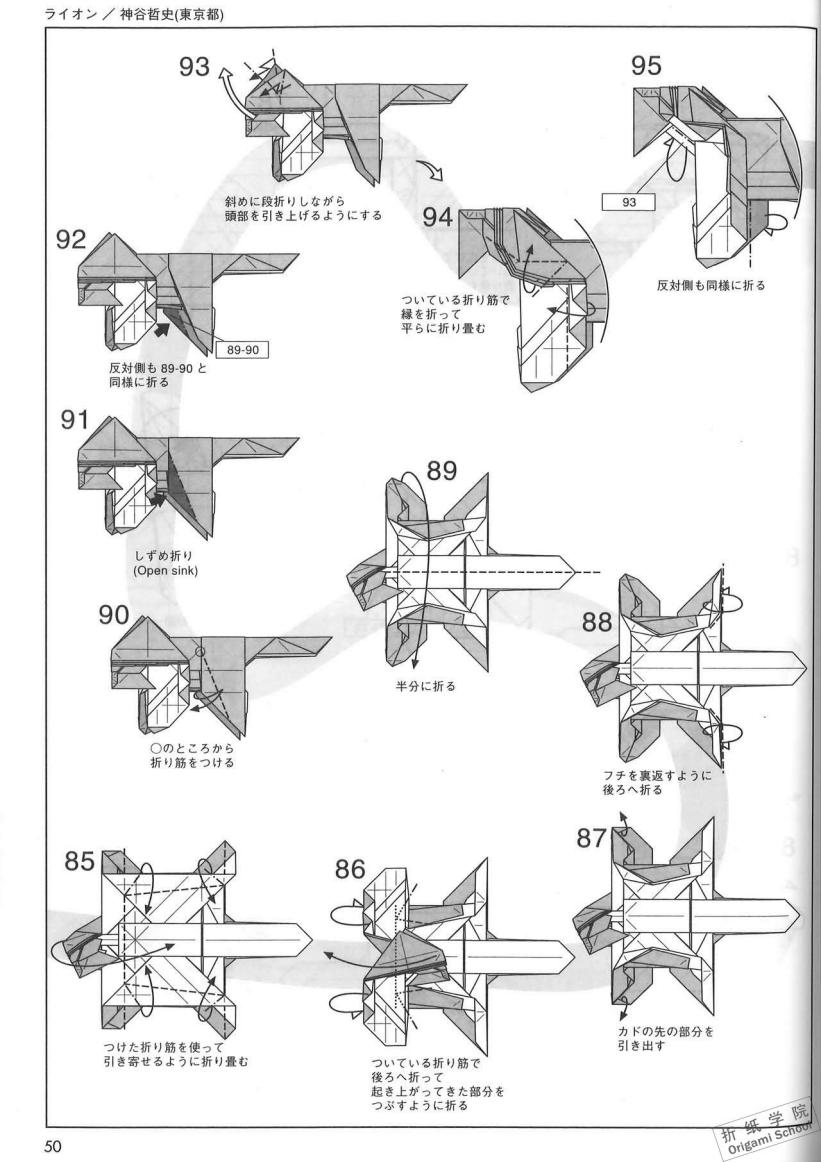 ライオン ／ 神谷哲史(東京都)
85
つけた折り筋を使って
引き寄せるように折り畳む
86
ついている折り筋で
後ろへ折って
起き上がってきた部分を
つぶすように折る
87
カドの先の部分を
引き出す
88
フチを裏返すように
後ろへ折る
89
半分に折る
90
○のところから
折り筋をつける
91
しずめ折り
(Open sink)
92
89-90
反対側も 89-90 と
同様に折る
93
斜めに段折りしながら
頭部を引き上げるようにする
94
ついている折り筋で
縁を折って
平らに折り畳む
95
93
反対側も同様に折る
50
折纸学院
Origami School